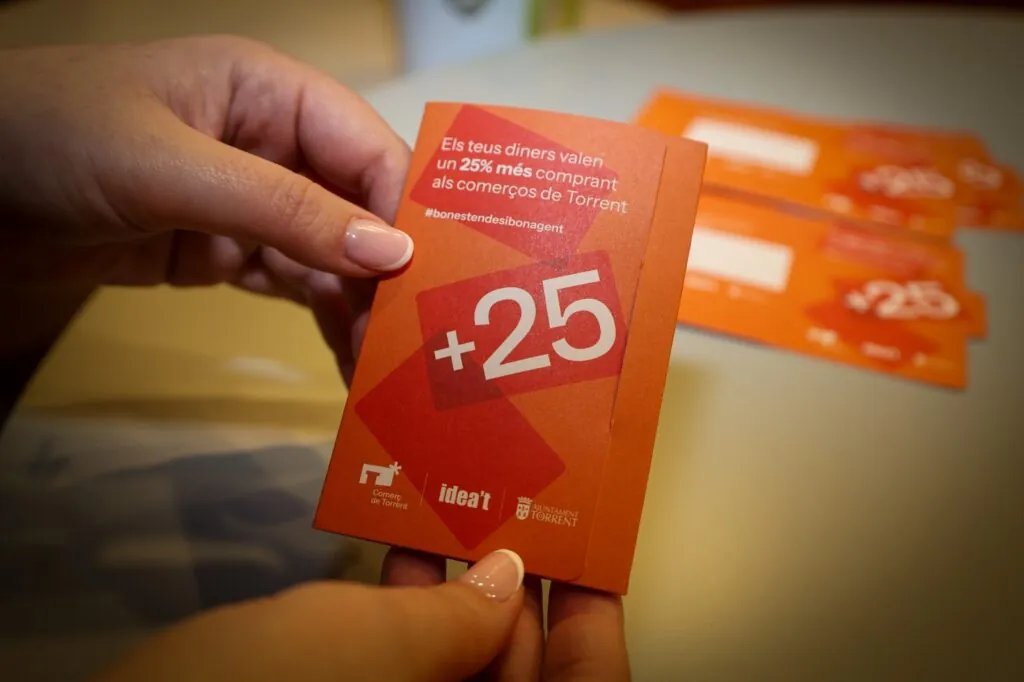 Els teus diners valen
un 25% més comprant
als comerços de Torrent
#bonestendesibonagent
+25
Comerç
de Torrent
idea't
AJUNTAMENT
TORRENT
+25
+25